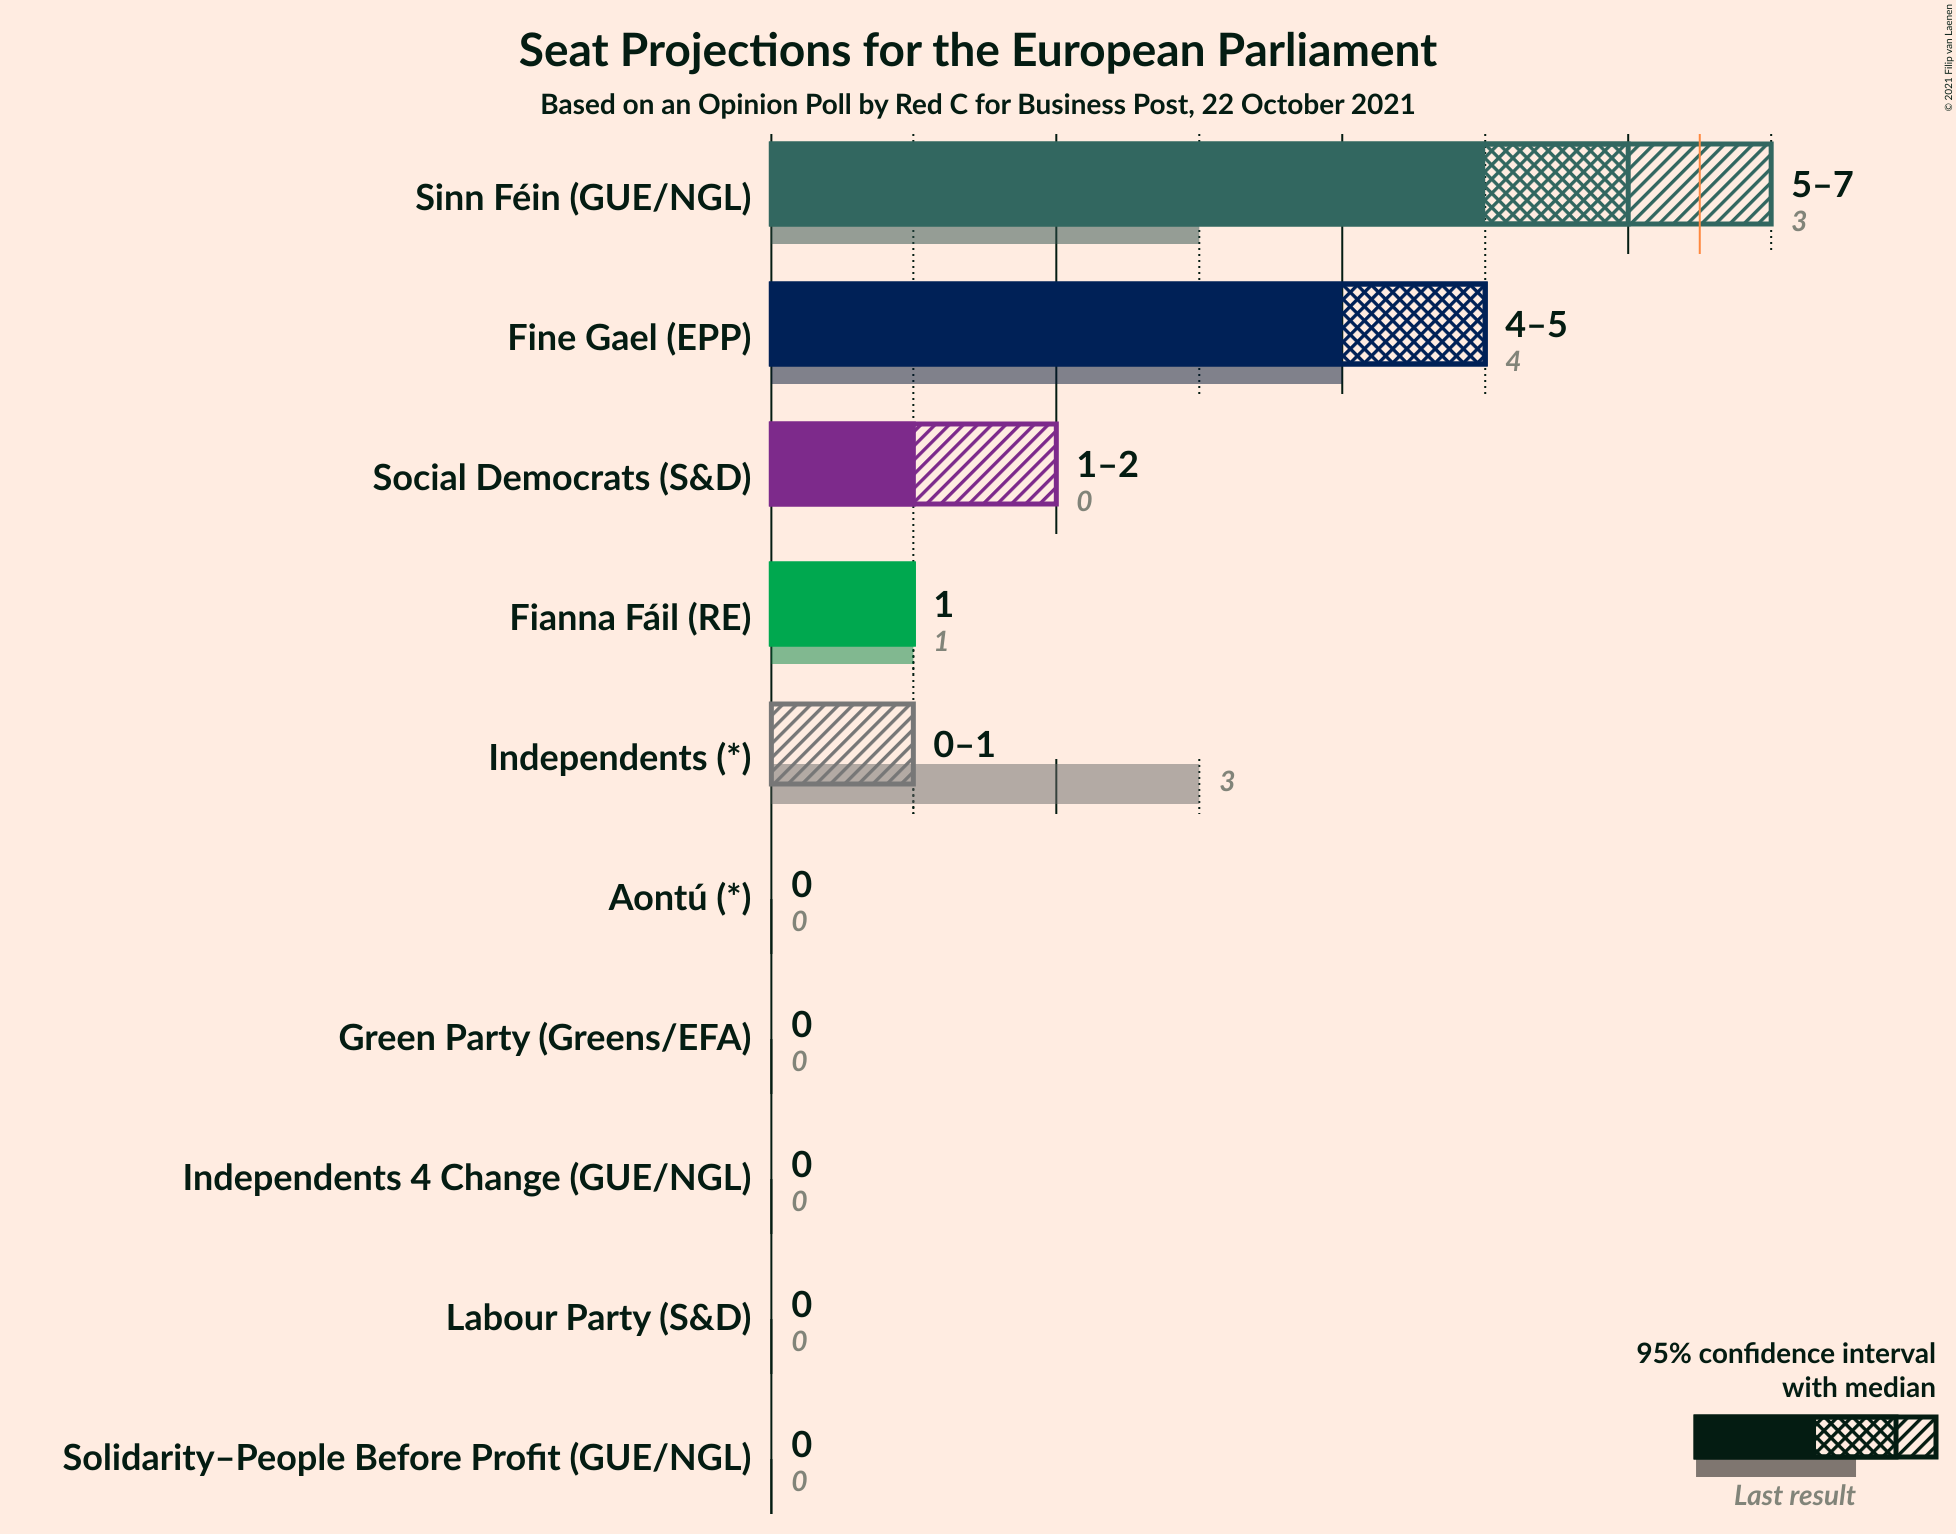 Seat Projections for the European Parliament
Based on an Opinion Poll by Red C for Business Post, 22 October 2021
© 2021 Filip van Laenen
Sinn Féin (GUE/NGL)
5–7
3
Fine Gael (EPP)
4–5
4
Social Democrats (S&D)
1–2
0
Fianna Fáil (RE)
1
1
Independents (*)
0–1
3
Aontú (*)
0
0
Green Party (Greens/EFA)
0
0
Independents 4 Change (GUE/NGL)
0
0
Labour Party (S&D)
0
0
Solidarity–People Before Profit (GUE/NGL)
0
0
95% confidence interval
with median
Last result